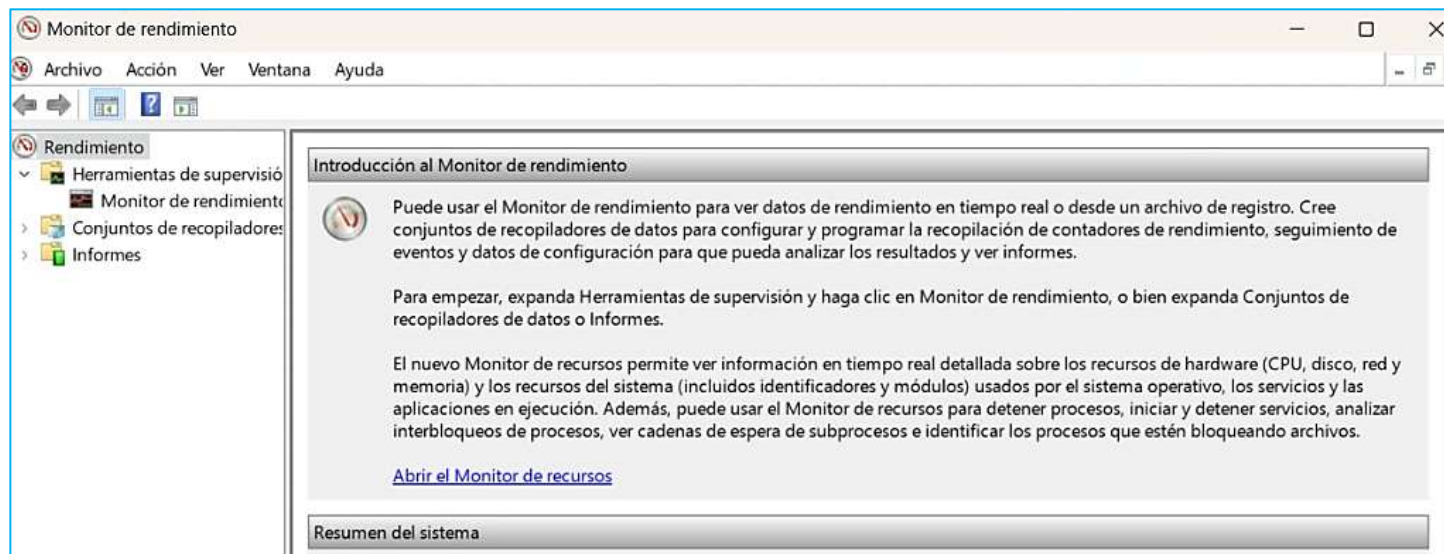 Monitor de rendimiento
Archivo Acción Ver Ventana Ayuda
Rendimiento
Herramientas de supervisió
Monitor de rendimiento
Conjuntos de recopiladores
Informes
Introducción al Monitor de rendimiento
Puede usar el Monitor de rendimiento para ver datos de rendimiento en tiempo real o desde un archivo de registro. Cree
conjuntos de recopiladores de datos para configurar y programar la recopilación de contadores de rendimiento, seguimiento de
eventos y datos de configuración para que pueda analizar los resultados y ver informes.
Para empezar, expanda Herramientas de supervisión y haga clic en Monitor de rendimiento, o bien expanda Conjuntos de
recopiladores de datos o Informes.
El nuevo Monitor de recursos permite ver información en tiempo real detallada sobre los recursos de hardware (CPU, disco, red y
memoria) y los recursos del sistema (incluidos identificadores y módulos) usados por el sistema operativo, los servicios y las
aplicaciones en ejecución. Además, puede usar el Monitor de recursos para detener procesos, iniciar y detener servicios, analizar
interbloqueos de procesos, ver cadenas de espera de subprocesos e identificar los procesos que estén bloqueando archivos.
Abrir el Monitor de recursos
Resumen del sistema